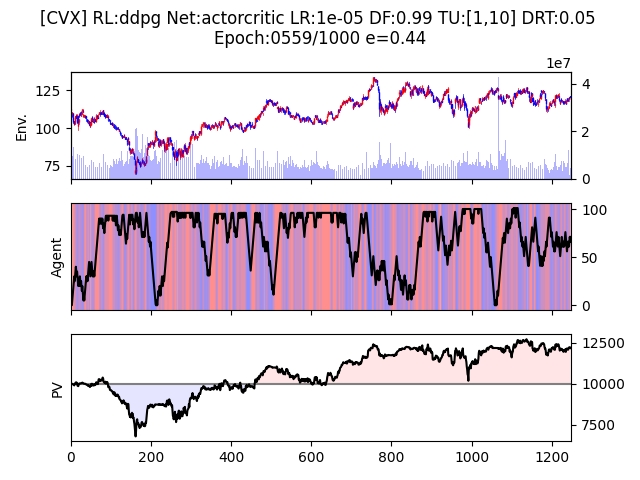 [CVX] RL:ddpg Net:actorcritic LR:1e-05 DF:0.99 TU:[1,10] DRT:0.05
Epoch:0559/1000 e=0.44
1e7
125
100
75
Env.
4
2
0
Agent
100
50
0
PV
12500
10000
7500
0 200 400 600 800 1000 1200